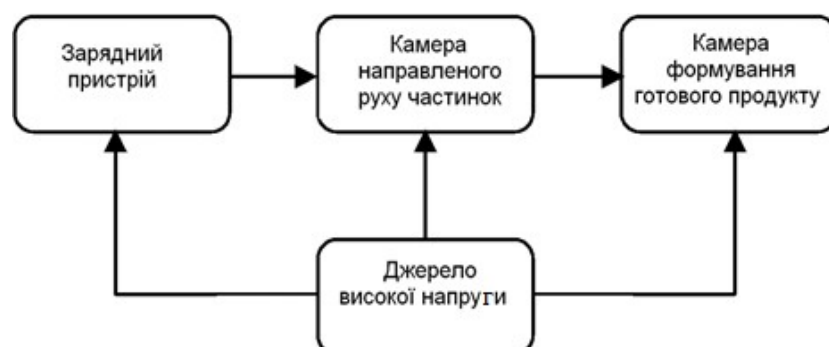 Зарядний
пристрій
Камера
направленого
руху частинок
Камера
формування
готового продукту
Джерело
високої напруги